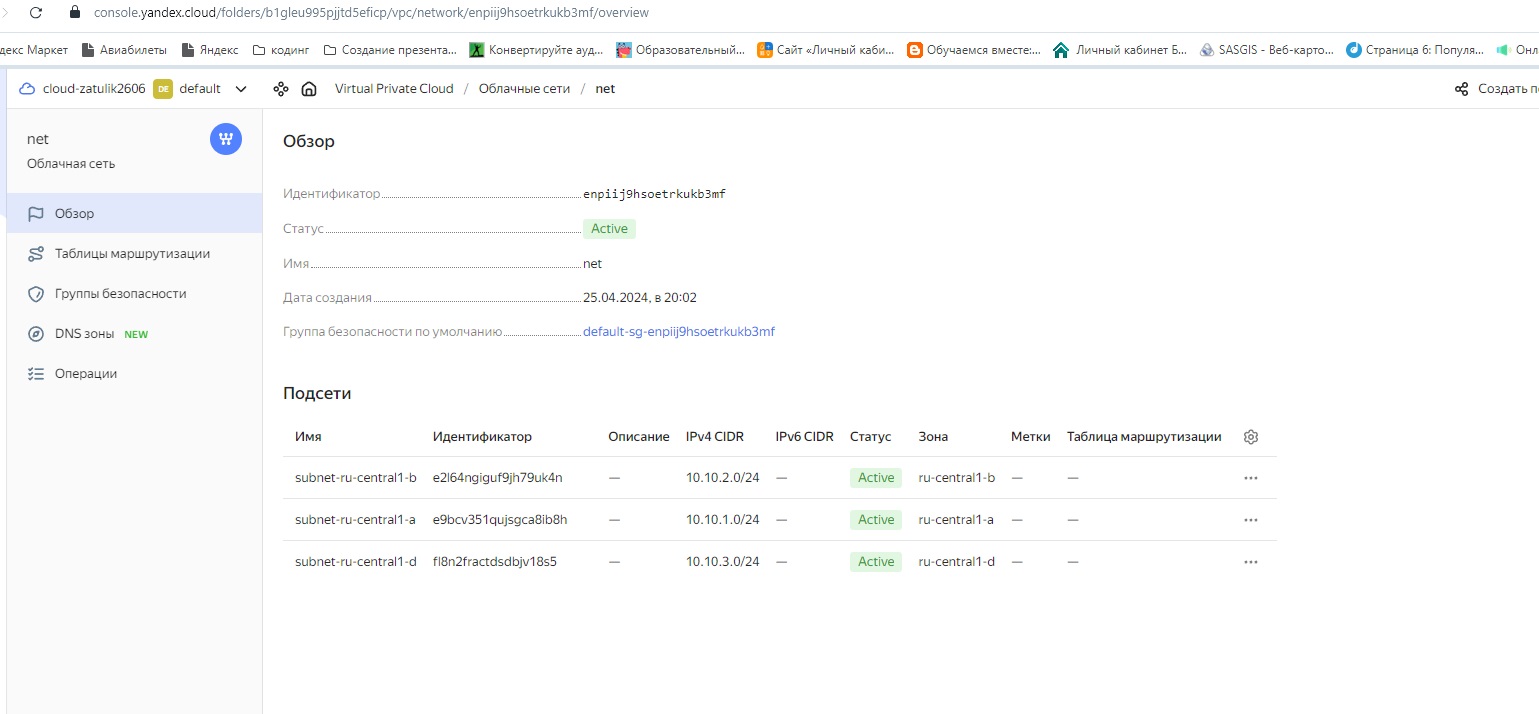 console.yandex.cloud/folders/b1gleu995pjjtd5eficp/vpc/network/enpiij9hsoetrkukb3mf/overview
декс Маркет Авиабилеты Яндекс кодинг Создание презента... Конвертируйте ауд... Образовательный... Сайт «Личный каби... Обучаемся вместе:... Личный кабинет Б... SASGIS - Веб-карто... Страница 6: Популя... Онл
cloud-zatulik2606 DE default Virtual Private Cloud / Облачные сети / net Создать п
net
Облачная сеть
Обзор
Таблицы маршрутизации
Группы безопасности
DNS зоны NEW
Операции
Обзор
Идентификатор enpiij9hsoetrkukb3mf
Статус Active
Имя net
Дата создания 25.04.2024, в 20:02
Группа безопасности по умолчанию default-sg-enpiij9hsoetrkukb3mf
Подсети
Имя Идентификатор Описание IPv4 CIDR IPv6 CIDR Статус Зона Метки Таблица маршрутизации
subnet-ru-central1-b e2l64ngiguf9jh79uk4n — 10.10.2.0/24 — Active ru-central1-b — —
subnet-ru-central1-a e9bcv351qujsgca8ib8h — 10.10.1.0/24 — Active ru-central1-a — —
subnet-ru-central1-d fl8n2fractdsdbjv18s5 — 10.10.3.0/24 — Active ru-central1-d — —